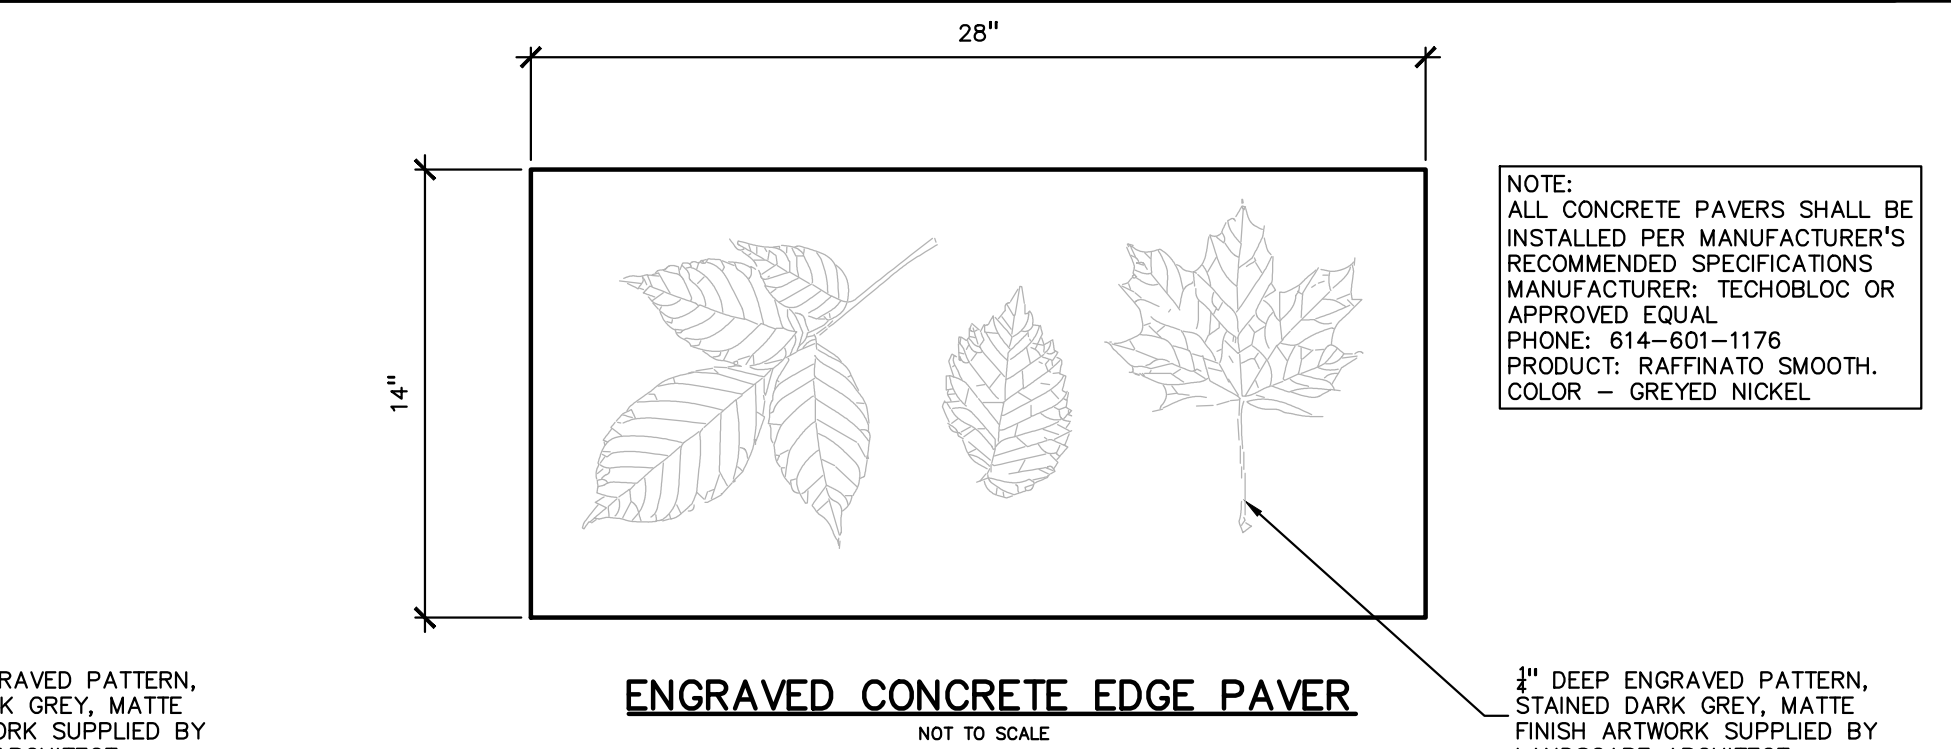 28"
14"
NOTE:
ALL CONCRETE PAVERS SHALL BE
INSTALLED PER MANUFACTURER'S
RECOMMENDED SPECIFICATIONS
MANUFACTURER: TECHOBLOC OR
APPROVED EQUAL
PHONE: 614-601-1176
PRODUCT: RAFFINATO SMOOTH.
COLOR - GREYED NICKEL
RAVED PATTERN,
K GREY, MATTE
ORK SUPPLIED BY
ENGRAVED CONCRETE EDGE PAVER
NOT TO SCALE
1/4" DEEP ENGRAVED PATTERN,
STAINED DARK GREY, MATTE
FINISH ARTWORK SUPPLIED BY
LANDSCAPE ARCHITECT